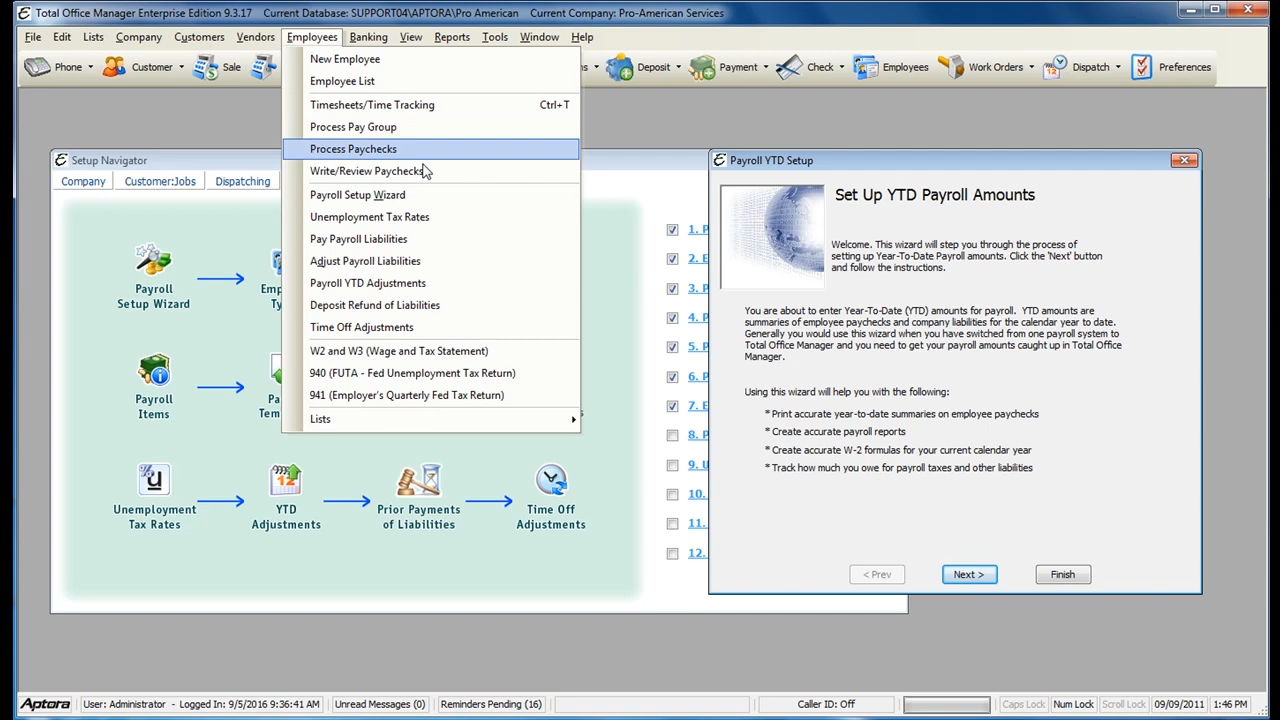 Total Office Manager Enterprise Edition 9.3.17 Current Database: SUPPORT04\APTORA\Pro American Current Company: Pro-American Services
File Edit Lists Company Customers Vendors Employees Banking View Reports Tools Window Help
Phone Customer Sale Deposit Payment Check Employees Work Orders Dispatch Preferences
New Employee
Employee List
Timesheets/Time Tracking Ctrl+T
Process Pay Group
Process Paychecks
Write/Review Paychecks
Payroll Setup Wizard
Unemployment Tax Rates
Pay Payroll Liabilities
Adjust Payroll Liabilities
Payroll YTD Adjustments
Deposit Refund of Liabilities
Time Off Adjustments
W2 and W3 (Wage and Tax Statement)
940 (FUTA - Fed Unemployment Tax Return)
941 (Employer's Quarterly Fed Tax Return)
Lists
Setup Navigator
Company Customer:Jobs Dispatching
Payroll
Setup Wizard
Payroll
Items
Unemployment
Tax Rates
YTD
Adjustments
Prior Payments
of Liabilities
Time Off
Adjustments
1. P
2. E
3. P
4. P
5. P
6. P
7. E
8. P
9. U
10.
11.
12.
Payroll YTD Setup
Set Up YTD Payroll Amounts
Welcome. This wizard will step you through the process of
setting up Year-To-Date Payroll amounts. Click the 'Next' button
and follow the instructions.
You are about to enter Year-To-Date (YTD) amounts for payroll. YTD amounts are
summaries of employee paychecks and company liabilities for the calendar year to date.
Generally you would use this wizard when you have switched from one payroll system to
Total Office Manager and you need to get your payroll amounts caught up in Total Office
Manager.
Using this wizard will help you with the following:
* Print accurate year-to-date summaries on employee paychecks
* Create accurate payroll reports
* Create accurate W-2 formulas for your current calendar year
* Track how much you owe for payroll taxes and other liabilities
< Prev Next > Finish
Aptora User: Administrator - Logged In: 9/5/2016 9:36:41 AM Unread Messages (0) Reminders Pending (16) Caller ID: Off Caps Lock Num Lock Scroll Lock 09/09/2011 1:46 PM